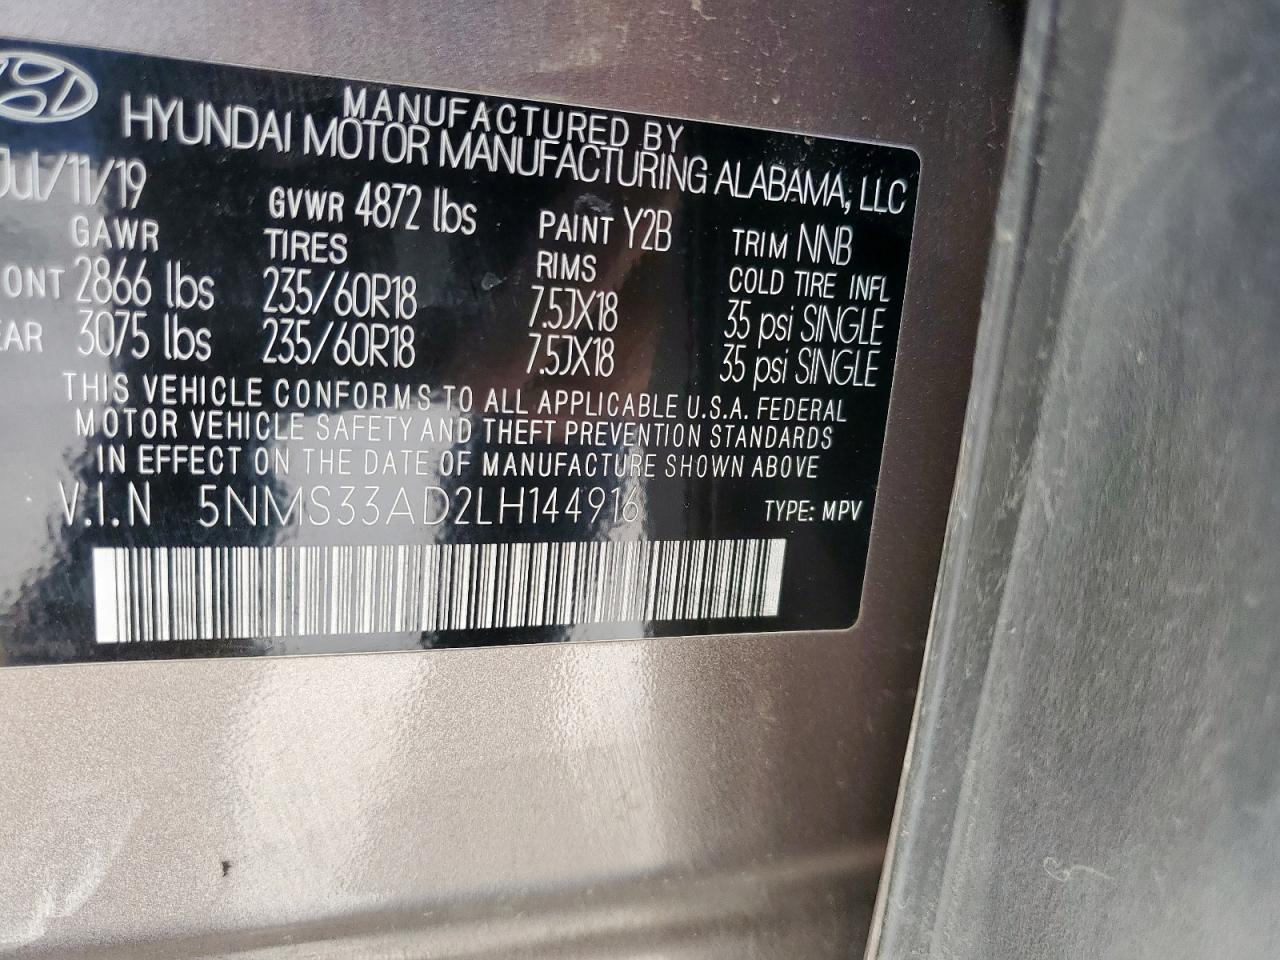 MANUFACTURED BY
HYUNDAI MOTOR MANUFACTURING ALABAMA, LLC
Jul/11/19 GVWR 4872 lbs PAINT Y2B TRIM NNB
GAWR TIRES RIMS COLD TIRE INFL
ONT 2866 lbs 235/60R18 7.5JX18 35 psi SINGLE
EAR 3075 lbs 235/60R18 7.5JX18 35 psi SINGLE
THIS VEHICLE CONFORMS TO ALL APPLICABLE U.S.A. FEDERAL
MOTOR VEHICLE SAFETY AND THEFT PREVENTION STANDARDS
IN EFFECT ON THE DATE OF MANUFACTURE SHOWN ABOVE
V.I.N 5NMS33AD2LH144916 TYPE: MPV